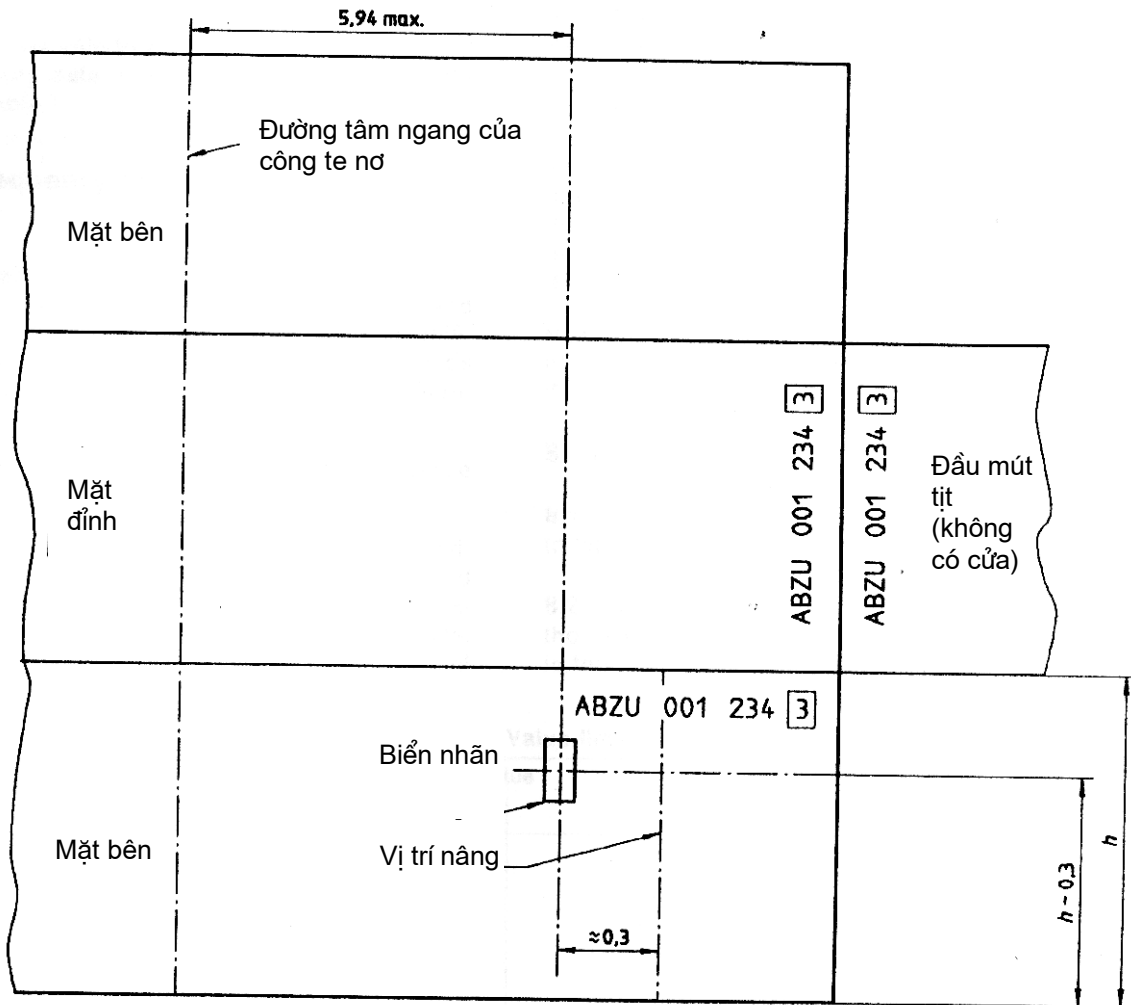 5,94 max.
Đường tâm ngang của
công te nơ
Mặt bên
Mặt
đỉnh
ABZU 001 234 3
ABZU 001 234 3
Đầu mút
tịt
(không
có cửa)
ABZU 001 234 3
Biển nhãn
Mặt bên
Vị trí nâng
≈0,3
h - 0,3
h